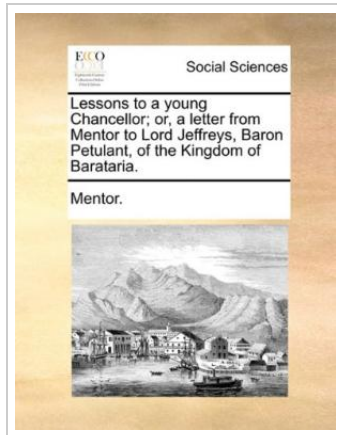 ECCO
Social Sciences
Lessons to a young
Chancellor; or, a letter from
Mentor to Lord Jeffreys, Baron
Petulant, of the Kingdom of
Barataria.
Mentor.